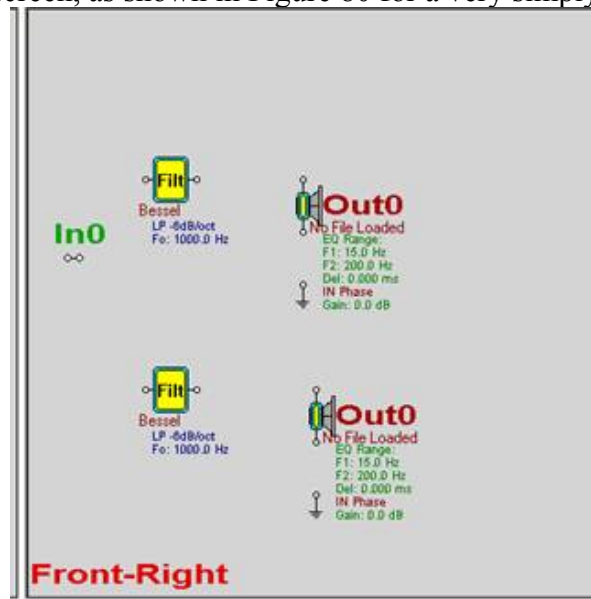 screen, as shown in Figure 80 for a very simply
Filt
Bessel
LP -6dB/oct
Fo: 1000.0 Hz
In0
Out0
No File Loaded
EQ Range:
F1: 15.0 Hz
F2: 200.0 Hz
Del: 0.000 ms
IN Phase
Gain: 0.0 dB
Filt
Bessel
LP -6dB/oct
Fo: 1000.0 Hz
Out0
No File Loaded
EQ Range:
F1: 15.0 Hz
F2: 200.0 Hz
Del: 0.000 ms
IN Phase
Gain: 0.0 dB
Front-Right